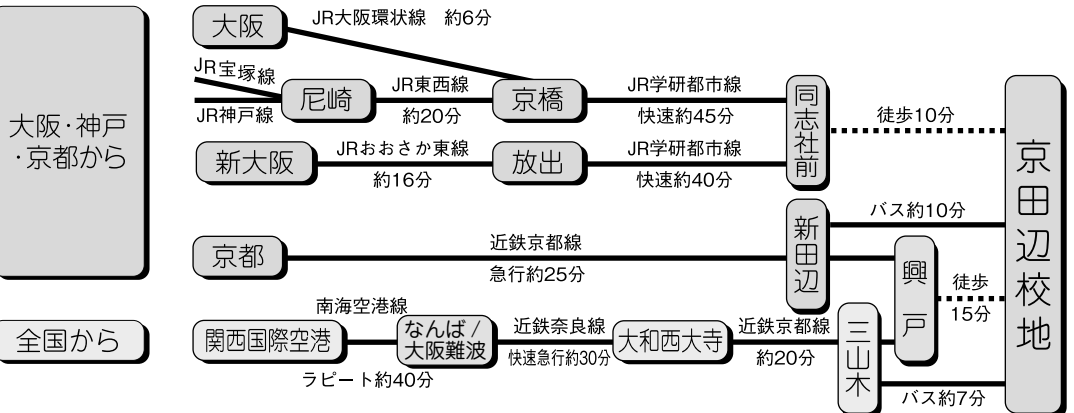 大阪・神戸
・京都から
大阪
JR大阪環状線 約6分
JR宝塚線
JR神戸線
尼崎
JR東西線
約20分
京橋
JR学研都市線
快速約45分
同志社前
徒歩10分
新大阪
JRおおさか東線
約16分
放出
JR学研都市線
快速約40分
京都
近鉄京都線
急行約25分
新田辺
バス約10分
興戸
徒歩
15分
京田辺校地
全国から
関西国際空港
南海空港線
ラピート約40分
なんば/
大阪難波
近鉄奈良線
快速急行約30分
大和西大寺
近鉄京都線
約20分
三山木
バス約7分